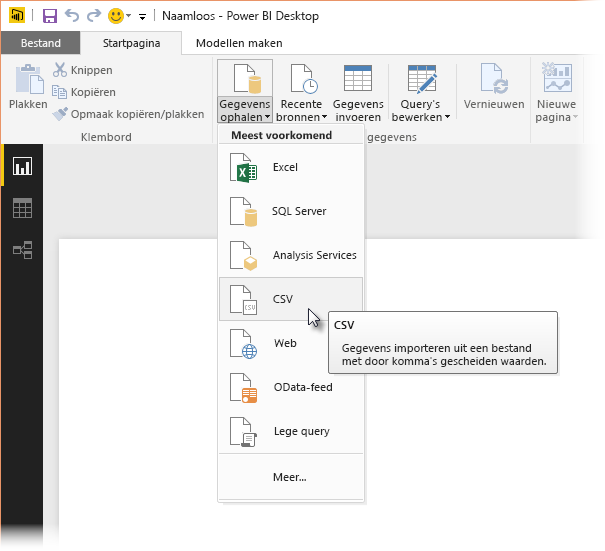 Naamloos - Power BI Desktop
Bestand
Startpagina
Modellen maken
Plakken
Knippen
Kopiëren
Opmaak kopiëren/plakken
Klembord
Gegevens
ophalen
Recente
bronnen
Gegevens
invoeren
Query's
bewerken
Vernieuwen
Nieuwe
pagina
gegevens
Meest voorkomend
Excel
SQL Server
Analysis Services
CSV
CSV
Web
OData-feed
Lege query
Meer...
CSV
Gegevens importeren uit een bestand
met door komma's gescheiden waarden.